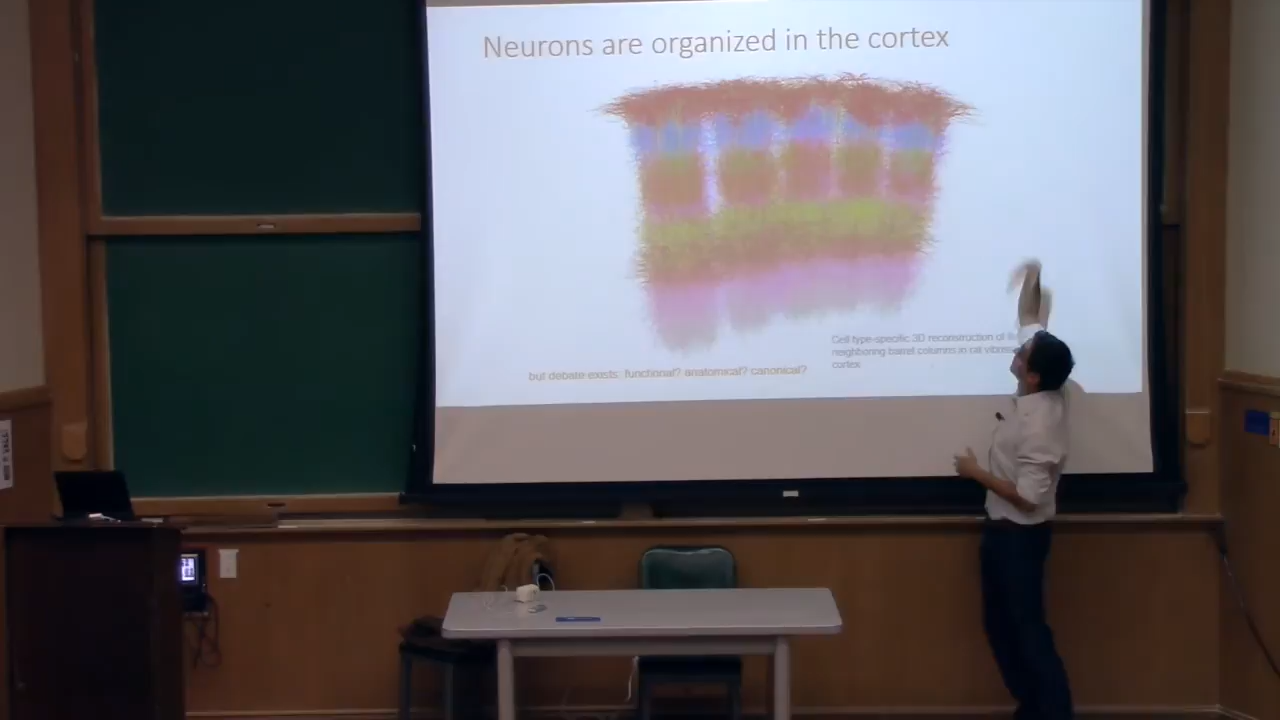 Neurons are organized in the cortex
Cell type-specific 3D reconstruction of
neighboring barrel columns in rat
cortex
but debate exists: functional? anatomical? canonical?